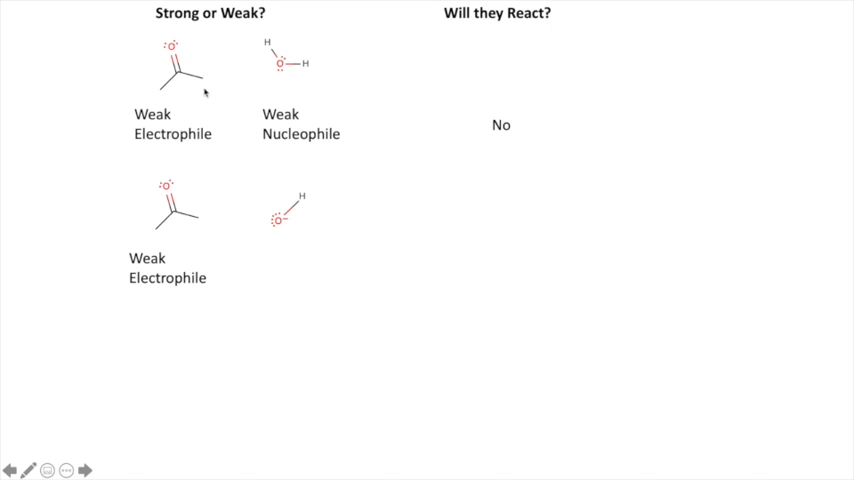 Strong or Weak?
Will they React?
:O:
H
O
H
Weak
Electrophile
Weak
Nucleophile
No
:O:
H
O−
Weak
Electrophile